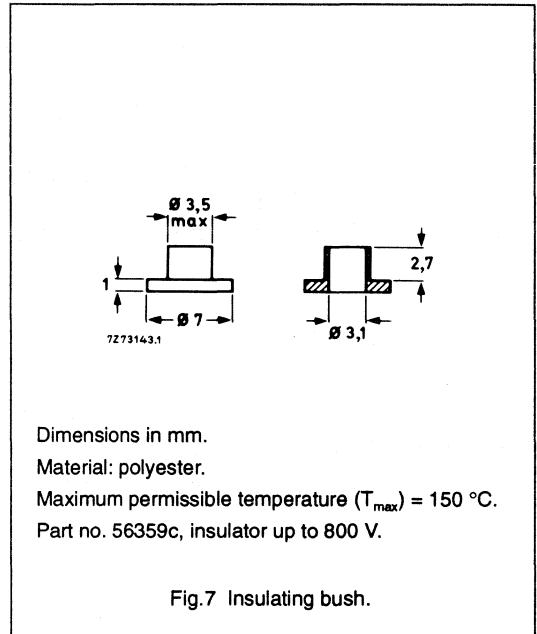 Ø 3,5
max
1
Ø 7
7Z73143.1
2,7
Ø 3,1
Dimensions in mm.
Material: polyester.
Maximum permissible temperature (Tmax) = 150 °C.
Part no. 56359c, insulator up to 800 V.
Fig.7 Insulating bush.